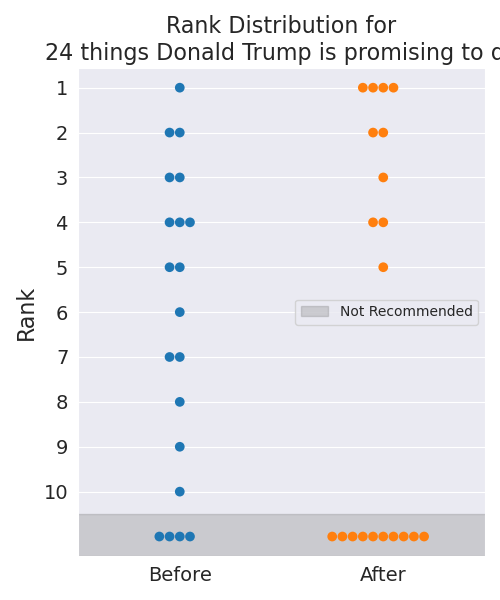 Rank Distribution for
24 things Donald Trump is promising to d
1
2
3
4
5
6
7
8
9
10
Rank
Not Recommended
Before
After